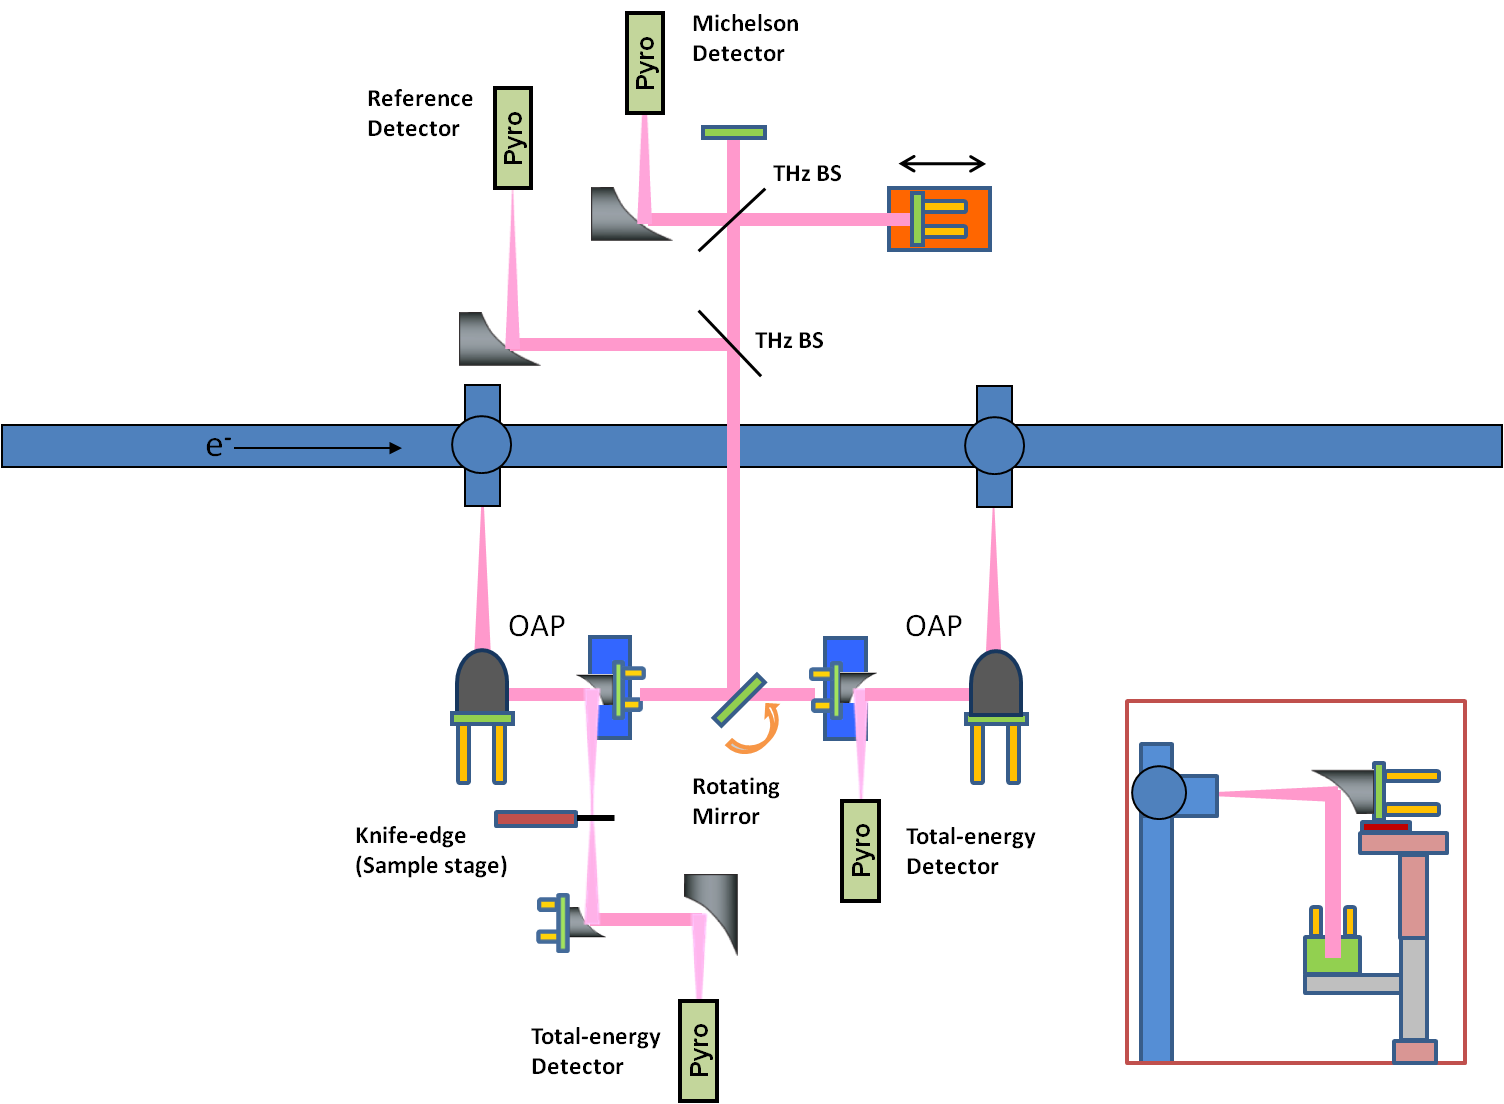 Michelson
Detector
Pyro
Reference
Detector
Pyro
THz BS
THz BS
e-
OAP
OAP
Rotating
Mirror
Knife-edge
(Sample stage)
Pyro
Total-energy
Detector
Total-energy
Detector
Pyro